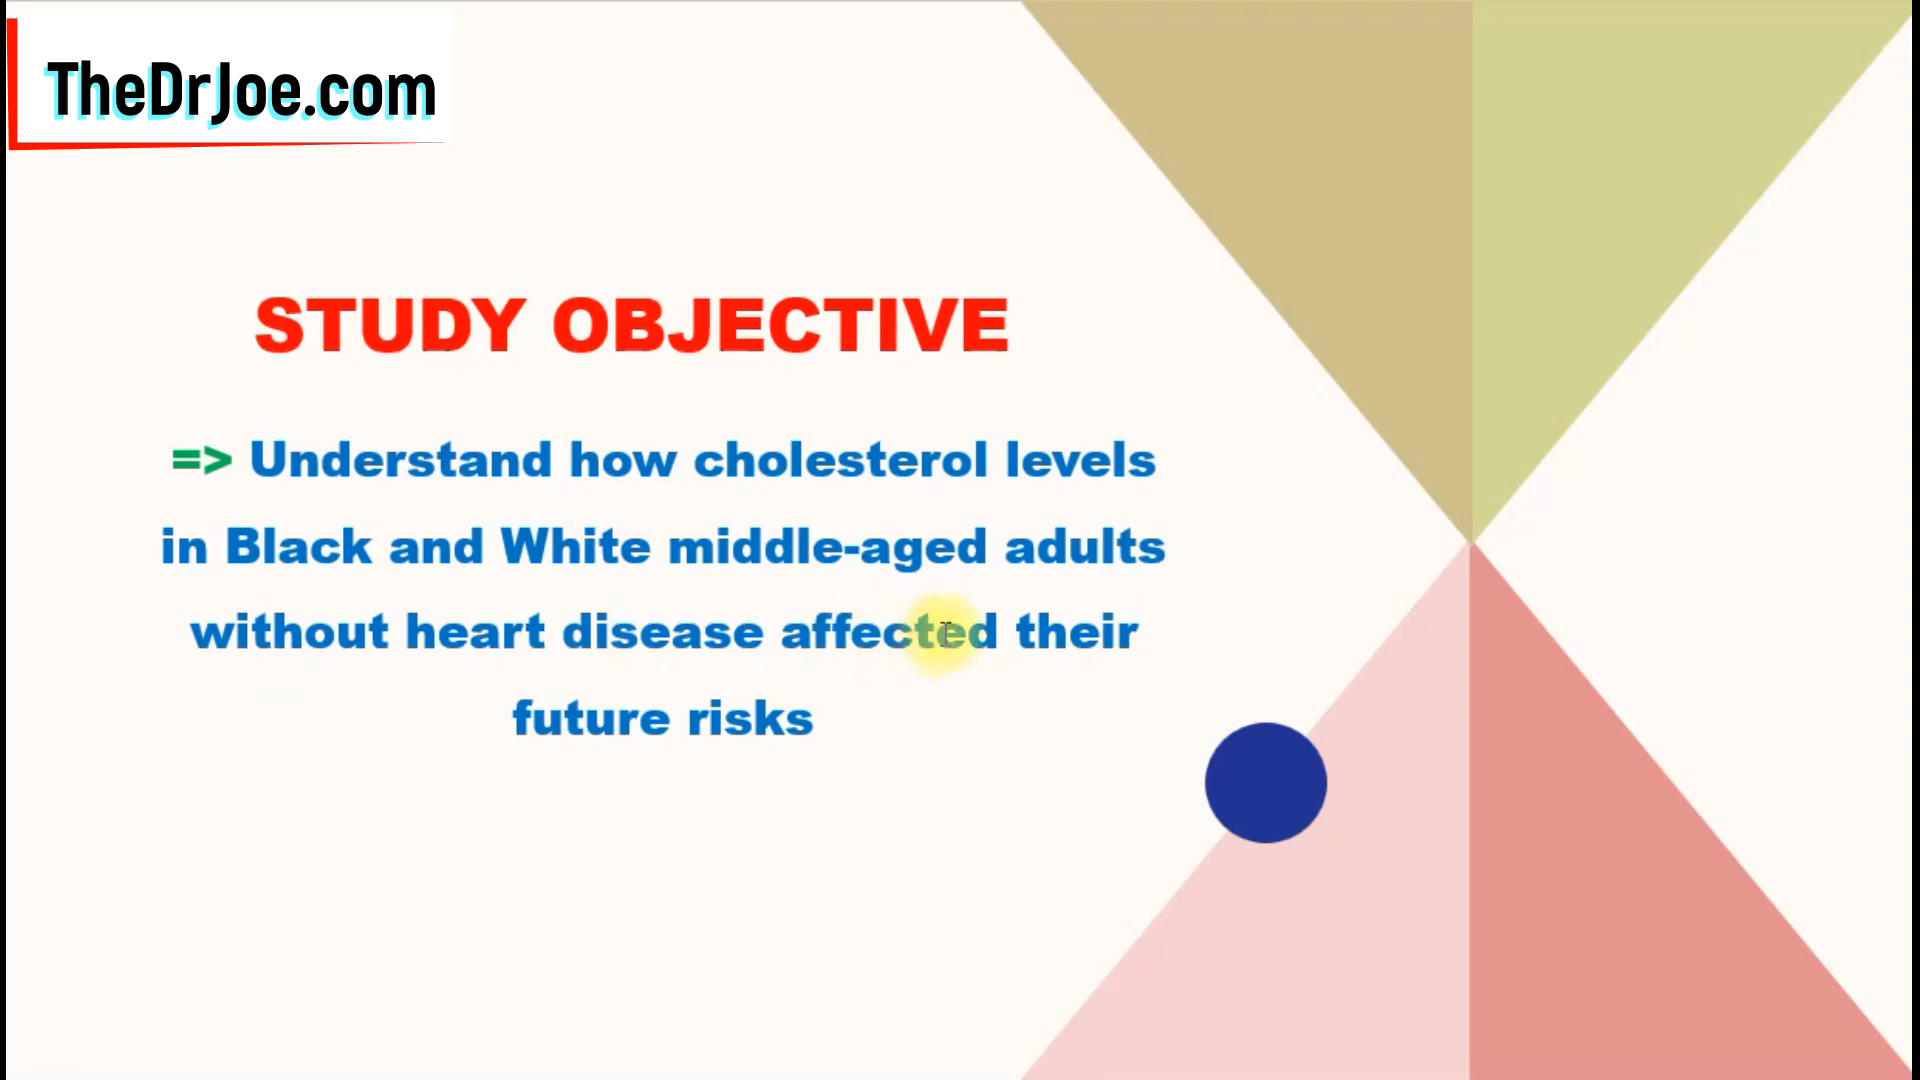 TheDrJoe.com
STUDY OBJECTIVE
=> Understand how cholesterol levels
in Black and White middle-aged adults
without heart disease affected their
future risks